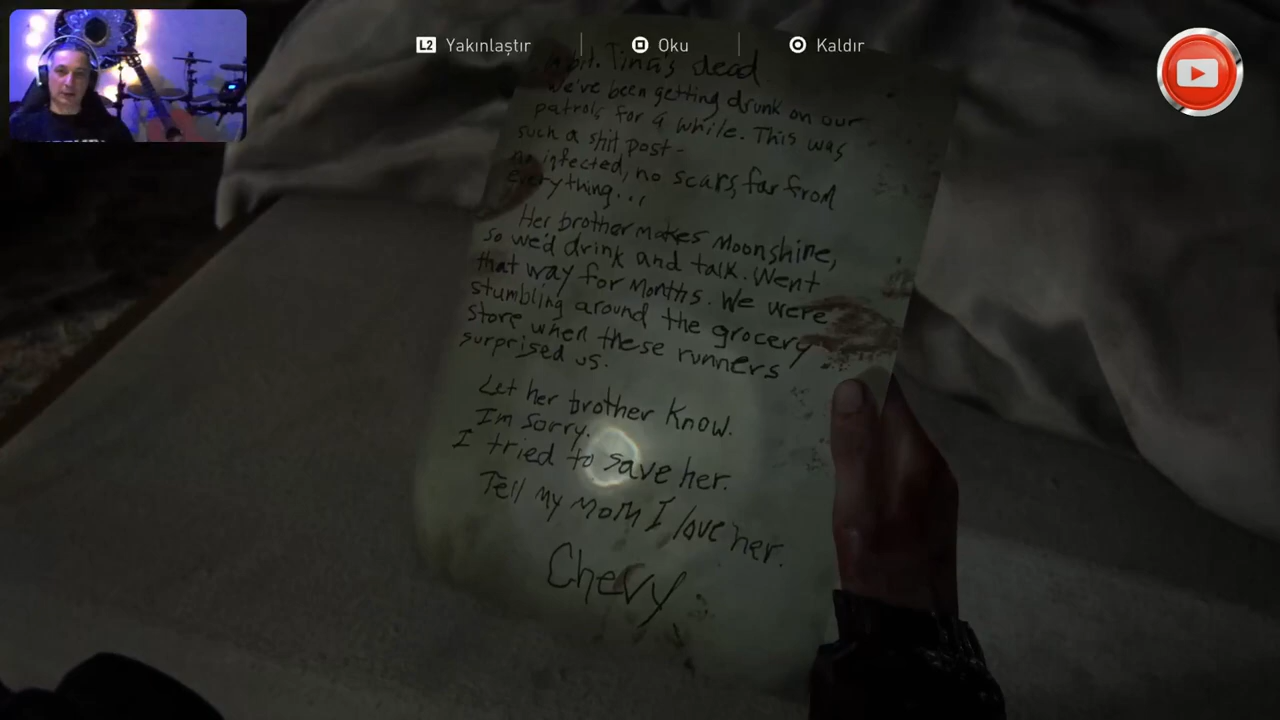 L2 Yakınlaştır
Oku
Kaldır
bit. Tina's dead
We've been getting drunk on our
patrols for a while. This was
such a shit post-
no infected, no scars, far from
everything...
Her brother makes Moonshine,
so we'd drink and talk. Went
that way for months. We were
stumbling around the grocery
store when these runners
surprised us.
Let her brother know.
I'm sorry.
I tried to save her.
Tell my mom I love her.
Chevy